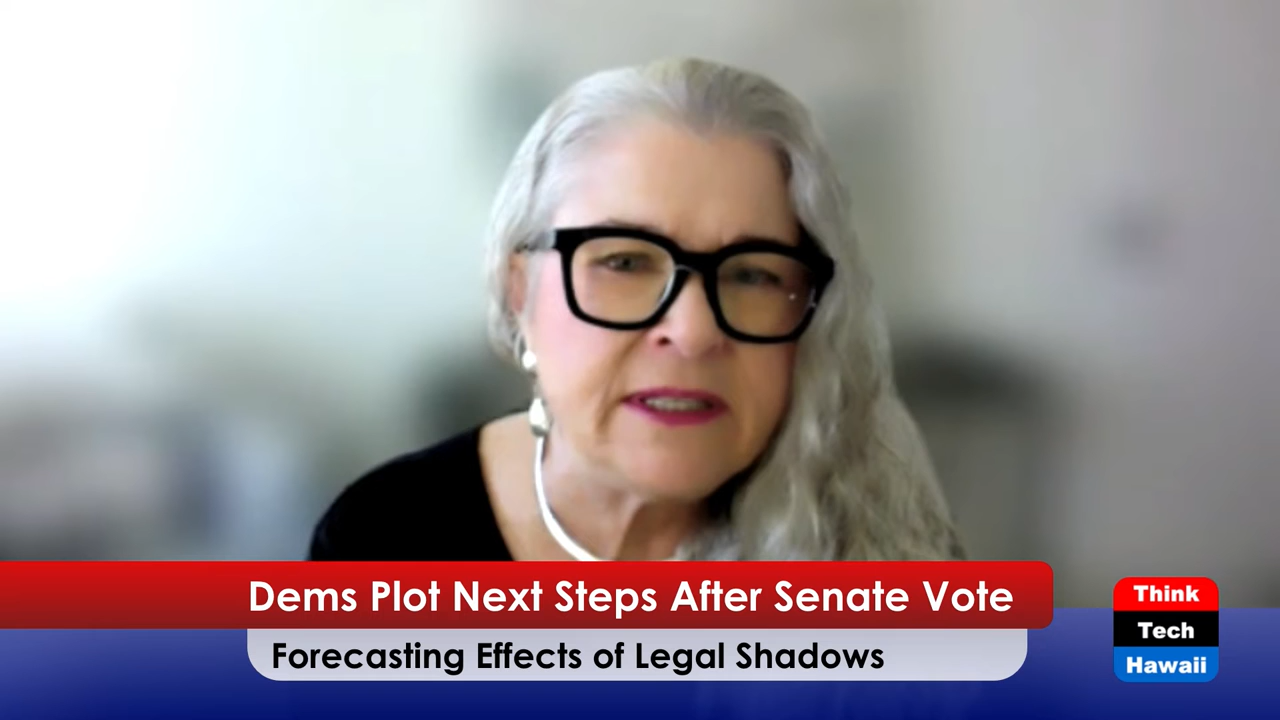 Dems Plot Next Steps After Senate Vote
Forecasting Effects of Legal Shadows
Think
Tech
Hawaii